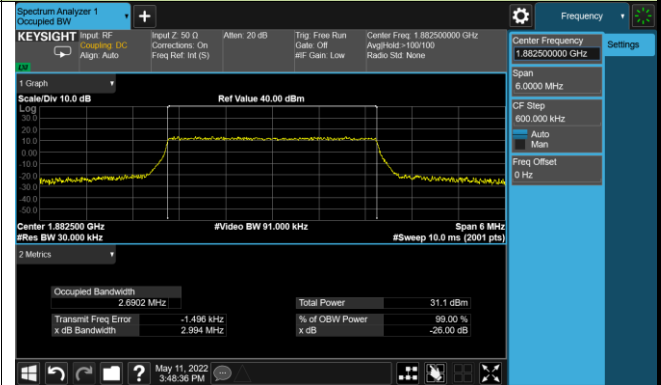 Spectrum Analyzer 1
Occupied BW
+
Frequency
KEYSIGHT
Input: RF
Coupling: DC
Align: Auto
Input Z: 50 Ω
Corrections: On
Freq Ref: Int (S)
Atten: 20 dB
Trig: Free Run
Gate: Off
#IF Gain: Low
Center Freq: 1.882500000 GHz
Avg|Hold:>100/100
Radio Std: None
Center Frequency
1.882500000 GHz
Settings
Span
6.0000 MHz
CF Step
600.000 kHz
Auto
Man
Freq Offset
0 Hz
1 Graph
Scale/Div 10.0 dB
Ref Value 40.00 dBm
Log
30.0
20.0
10.0
0.00
-10.0
-20.0
-30.0
-40.0
-50.0
Center 1.882500 GHz
#Video BW 91.000 kHz
Span 6 MHz
#Res BW 30.000 kHz
#Sweep 10.0 ms (2001 pts)
2 Metrics
Occupied Bandwidth
2.6902 MHz
Total Power
31.1 dBm
Transmit Freq Error
-1.496 kHz
% of OBW Power
99.00 %
x dB Bandwidth
2.994 MHz
x dB
-26.00 dB
?
May 11, 2022
3:48:36 PM